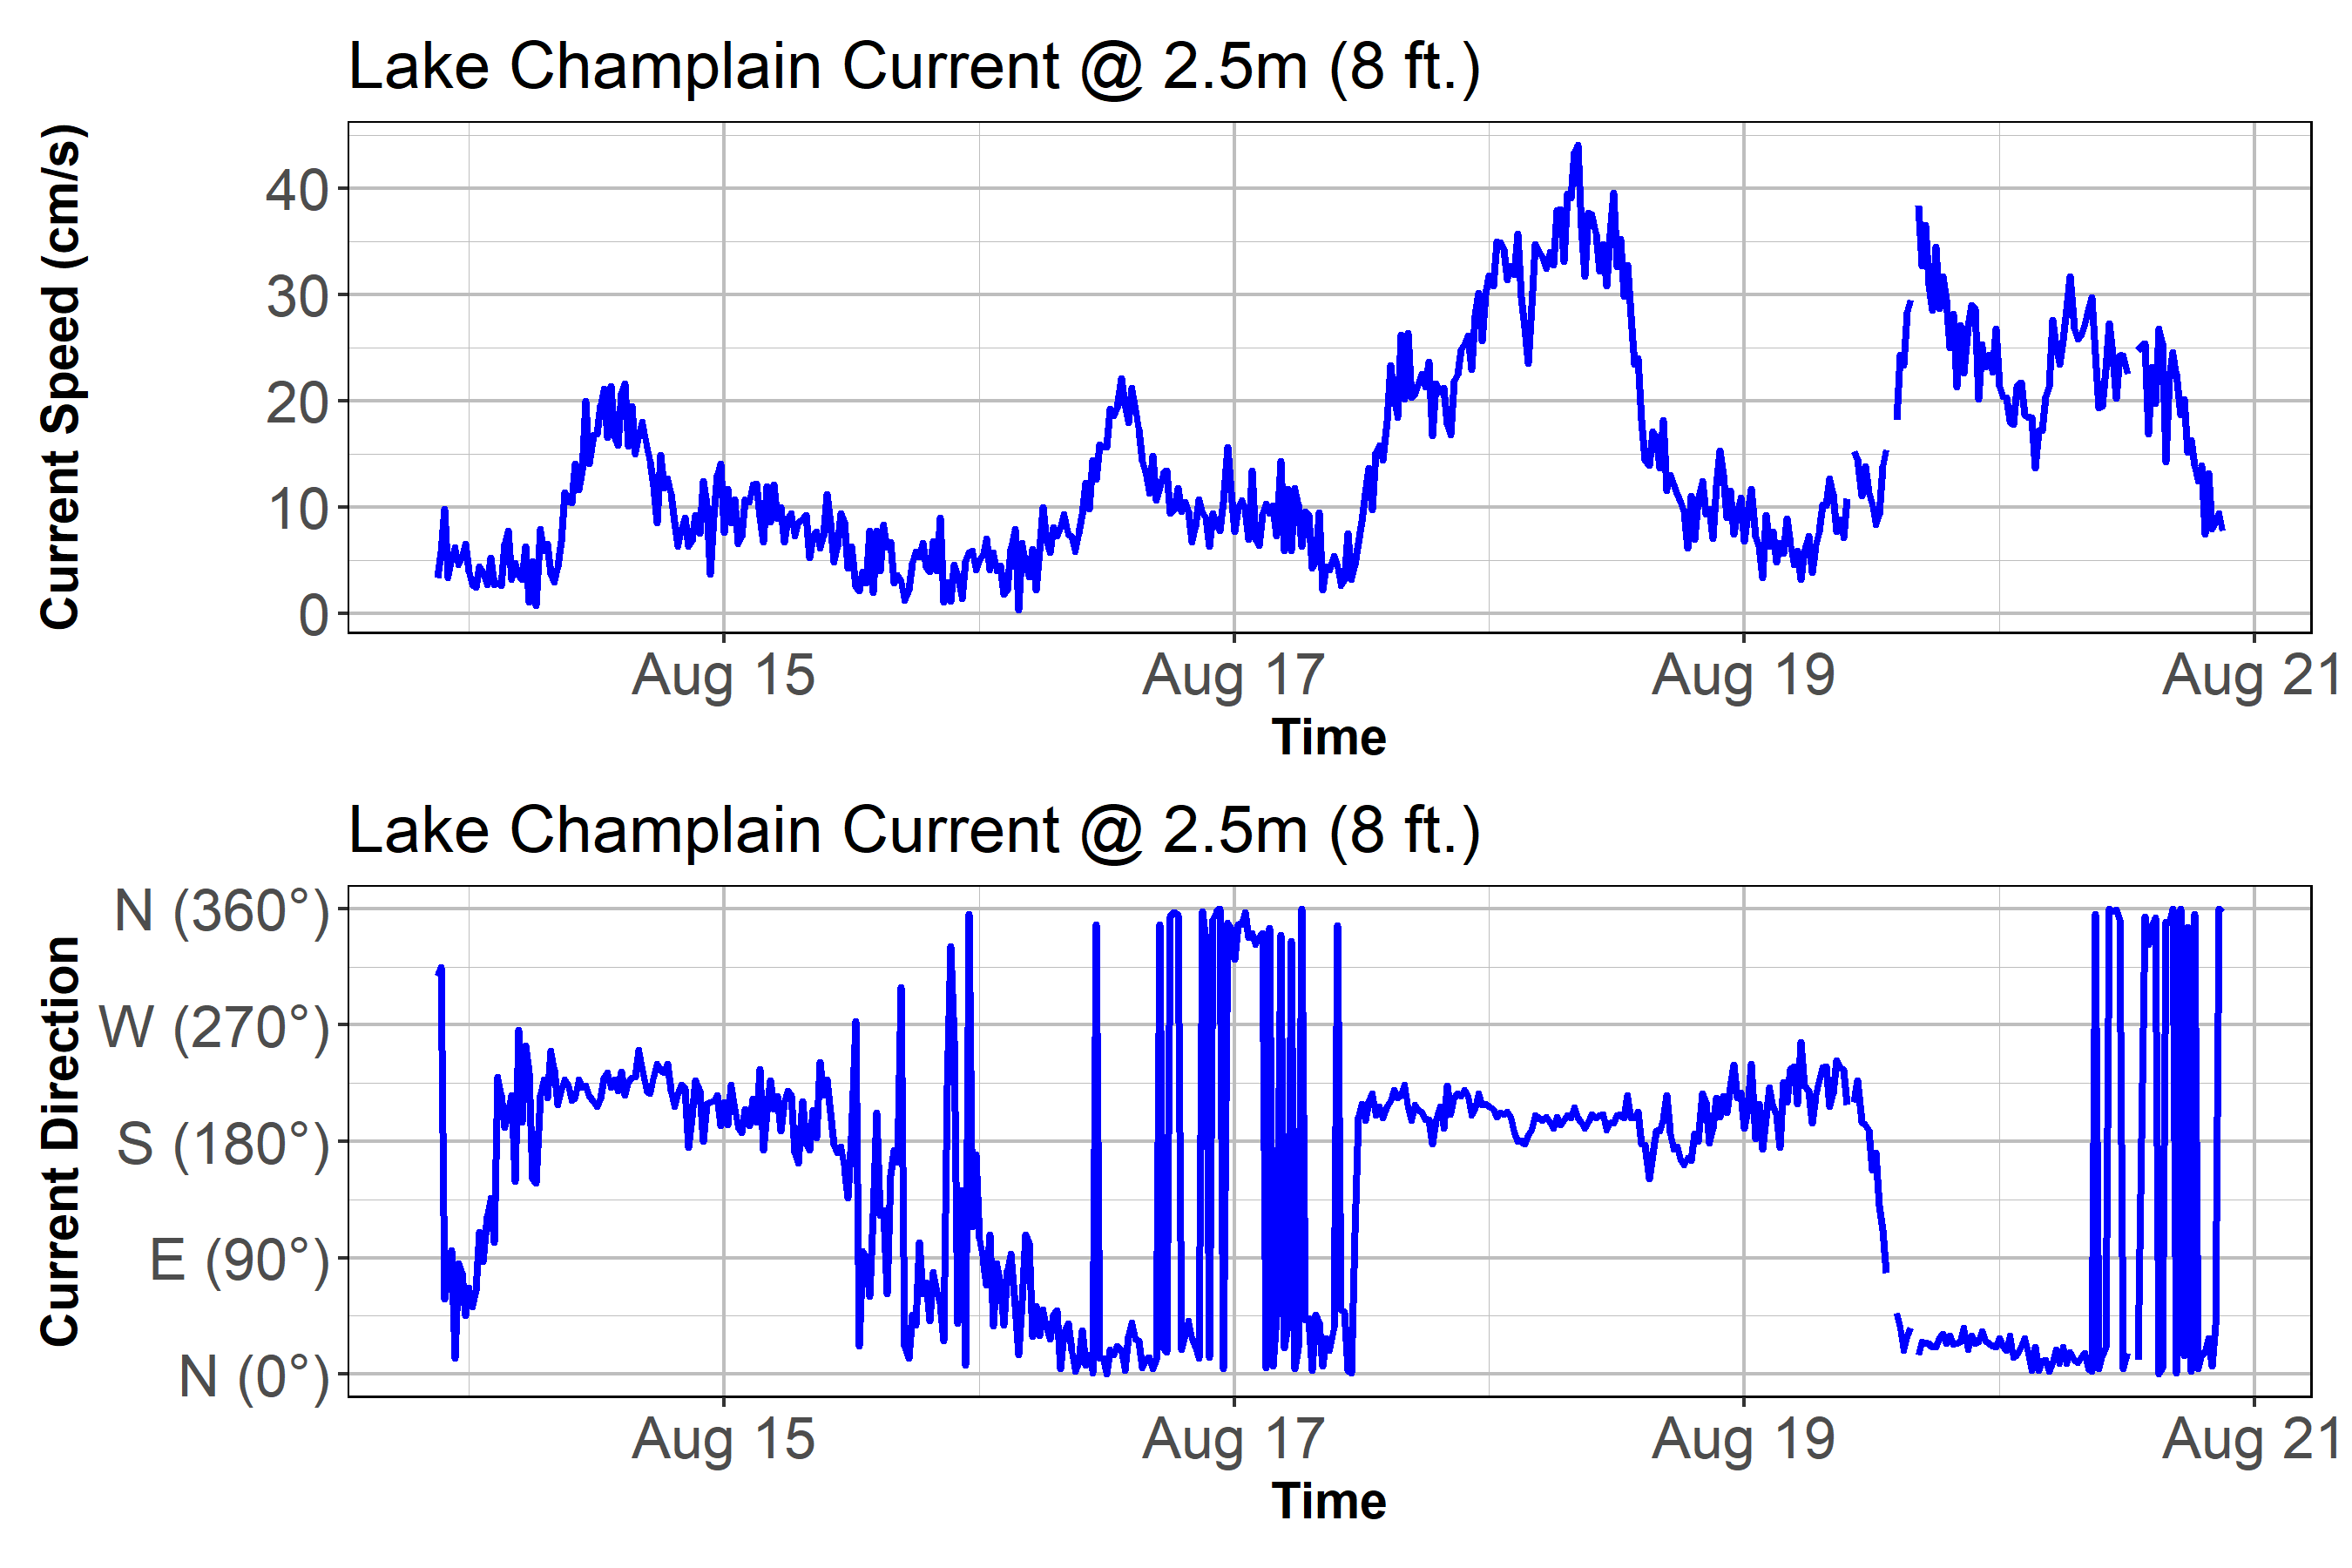 Lake Champlain Current @ 2.5m (8 ft.)
Current Speed (cm/s)
40
30
20
10
0
Aug 15 Aug 17 Aug 19 Aug 21
Time
Lake Champlain Current @ 2.5m (8 ft.)
Current Direction
N (360°)
W (270°)
S (180°)
E (90°)
N (0°)
Aug 15 Aug 17 Aug 19 Aug 21
Time